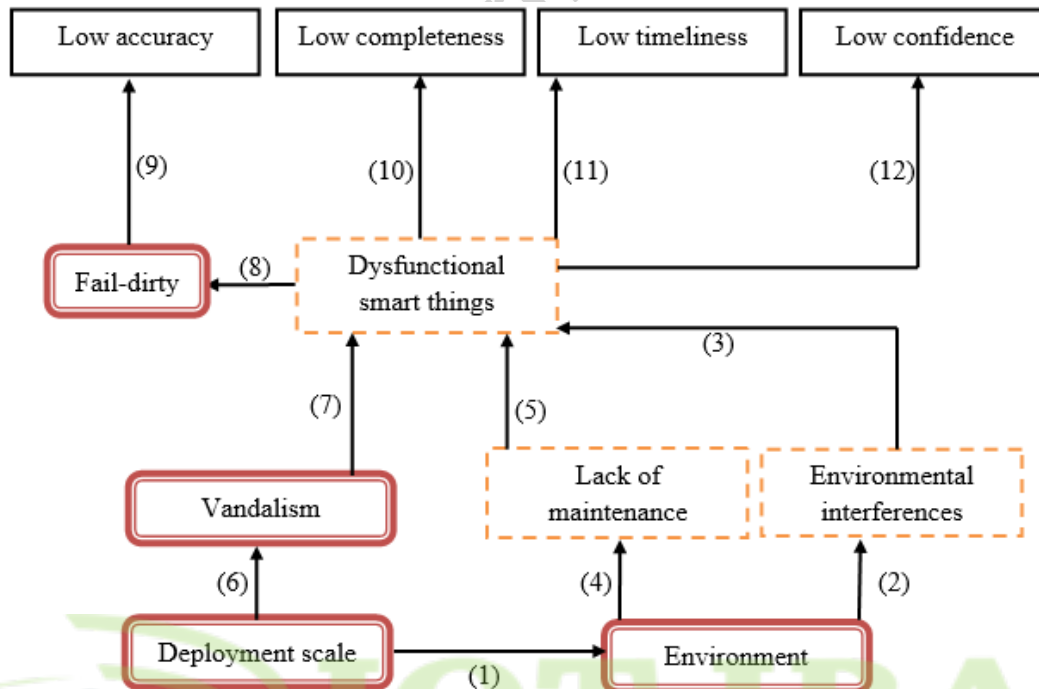 Low accuracy
Low completeness
Low timeliness
Low confidence
(9)
(10)
(11)
(12)
Fail-dirty
(8)
Dysfunctional
smart things
(3)
(7)
(5)
Vandalism
Lack of
maintenance
Environmental
interferences
(6)
(4)
(2)
Deployment scale
(1)
Environment